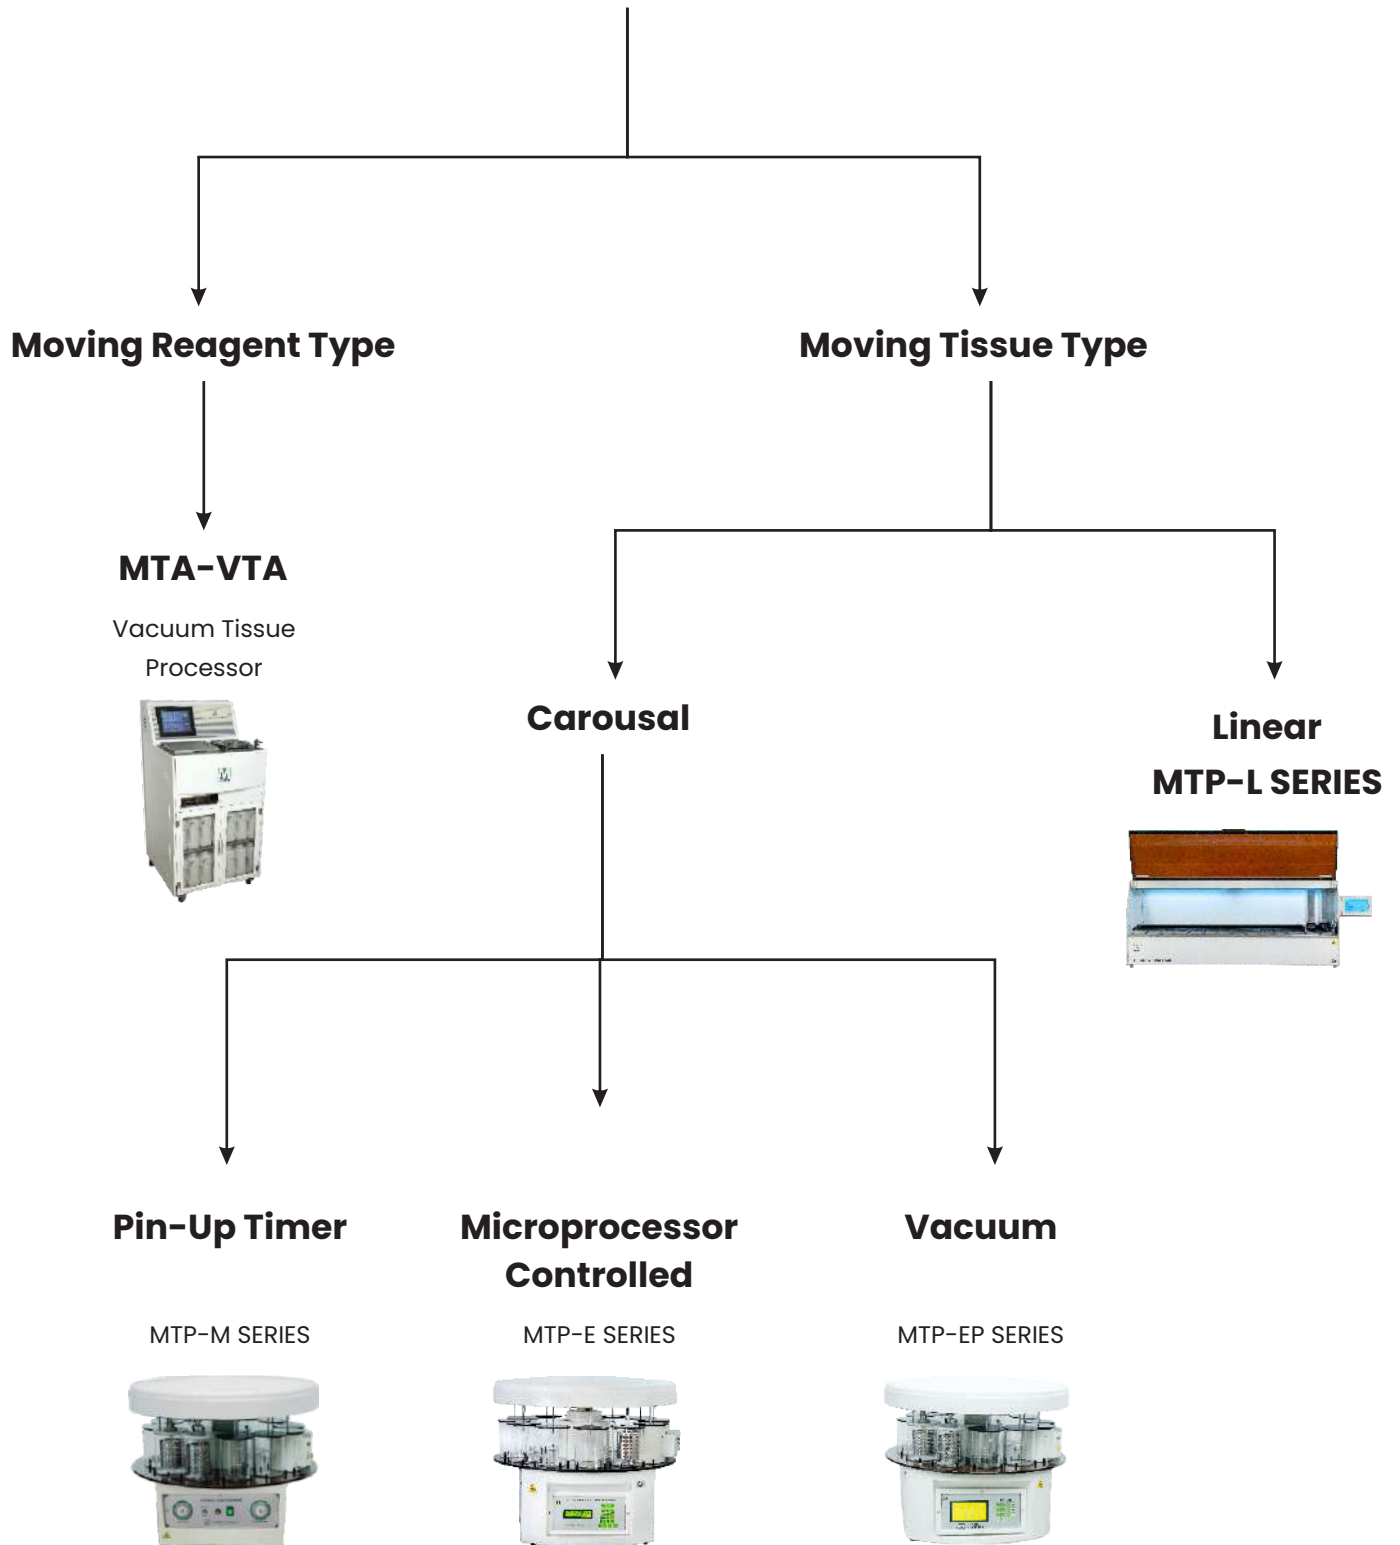 Moving Reagent Type
Moving Tissue Type
MTA-VTA
Vacuum Tissue
Processor
Carousal
Linear
MTP-L SERIES
Pin-Up Timer
Microprocessor
Controlled
Vacuum
MTP-M SERIES
MTP-E SERIES
MTP-EP SERIES